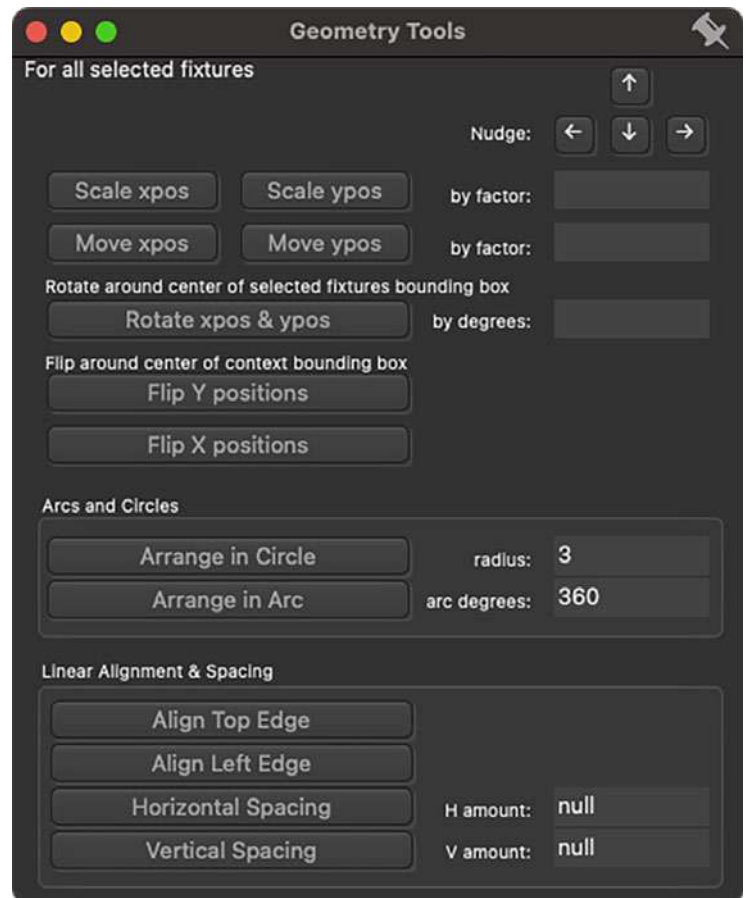 Geometry Tools
For all selected fixtures
↑
Nudge: ← ↓ →
Scale xpos Scale ypos by factor:
Move xpos Move ypos by factor:
Rotate around center of selected fixtures bounding box
Rotate xpos & ypos by degrees:
Flip around center of context bounding box
Flip Y positions
Flip X positions
Arcs and Circles
Arrange in Circle radius: 3
Arrange in Arc arc degrees: 360
Linear Alignment & Spacing
Align Top Edge
Align Left Edge
Horizontal Spacing H amount: null
Vertical Spacing V amount: null